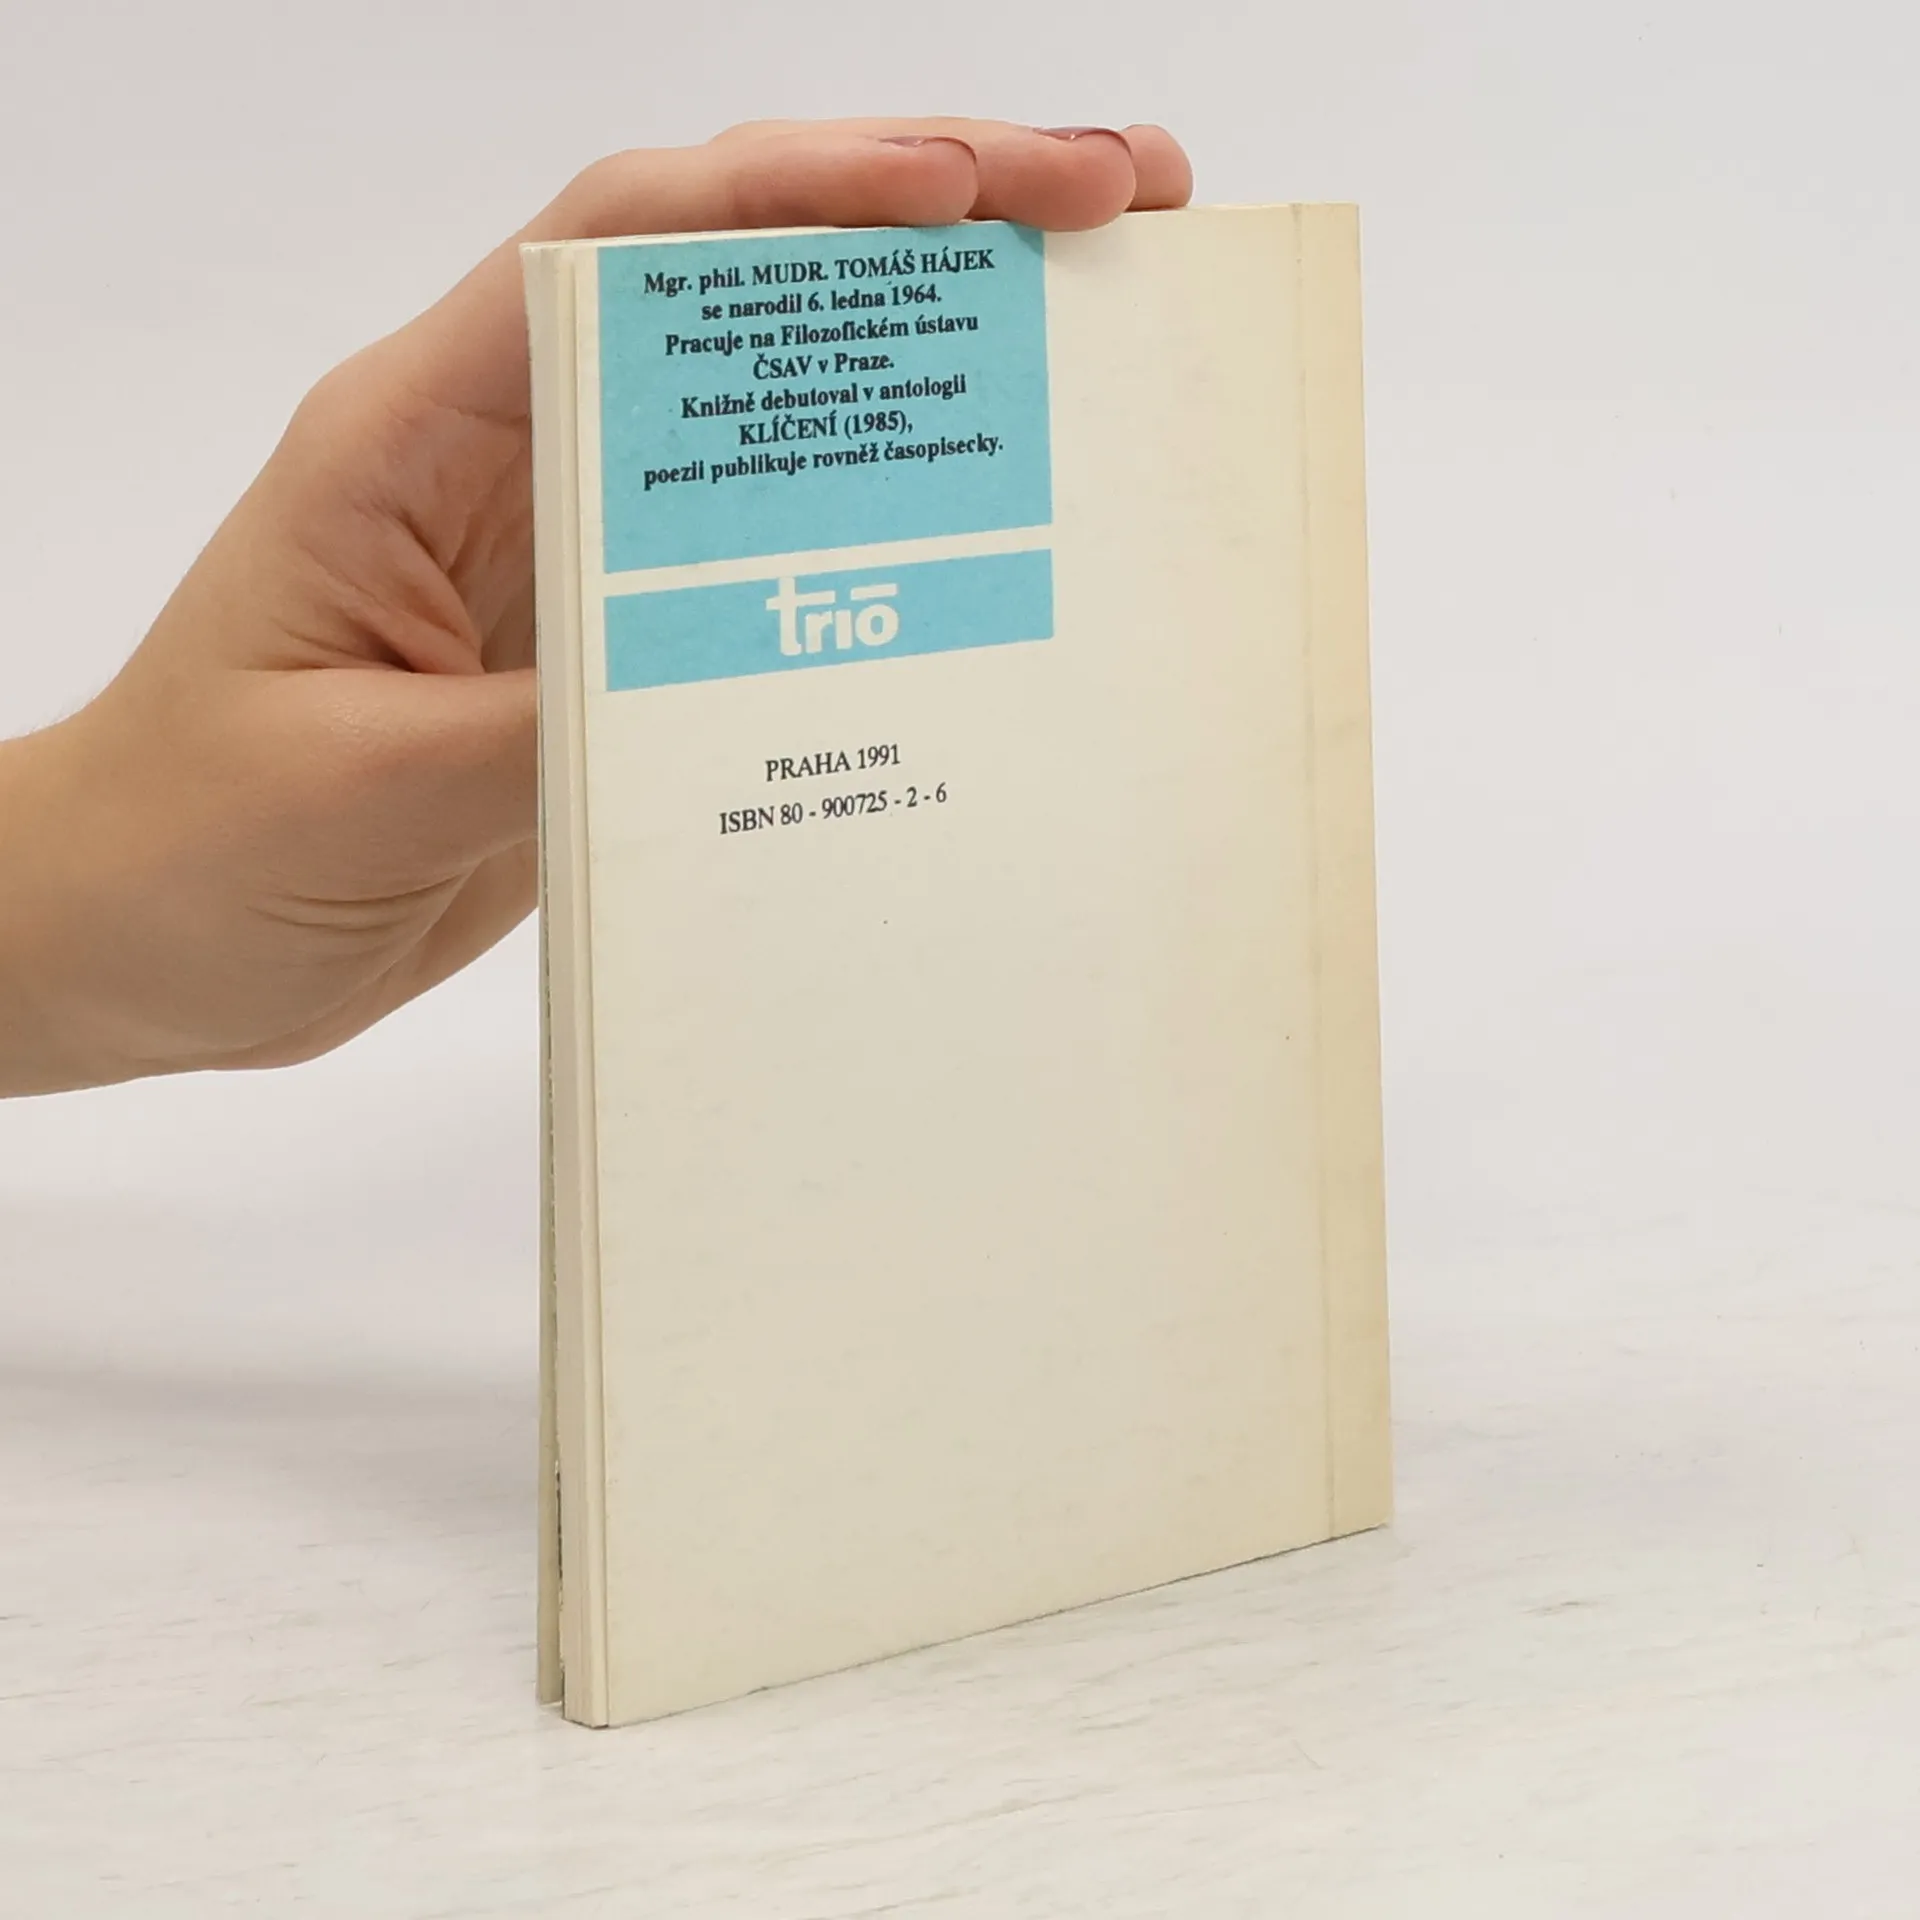 Mgr. phil. MUDR. TOMÁŠ HÁJEK
se narodil 6. ledna 1964.
Pracuje na Filozofickém ústavu
ČSAV v Praze.
Knižně debutoval v antologii
KLÍČENÍ (1985),
poezii publikuje rovněž časopisecky.
trio
PRAHA 1991
ISBN 80 - 900725 - 2 - 6